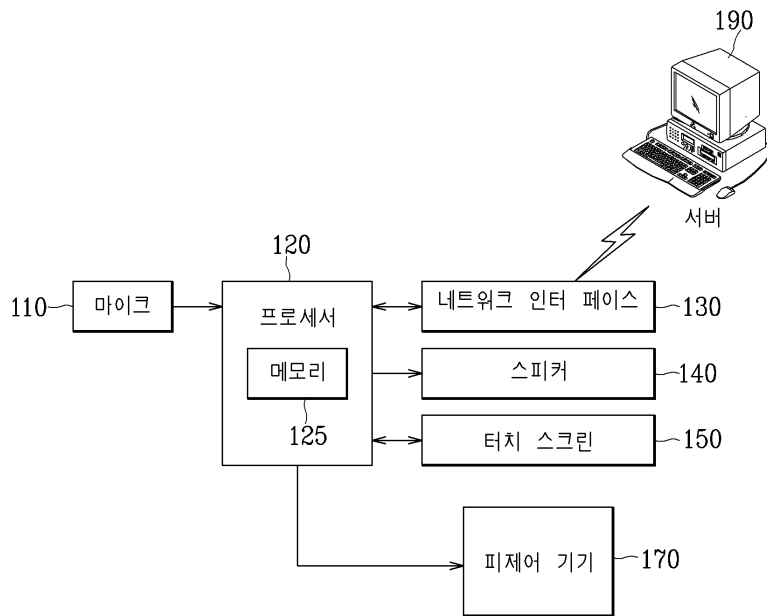 190
서버
120
110
마이크
프로세서
네트워크 인터 페이스
130
메모리
스피커
140
125
터치 스크린
150
피제어 기기
170